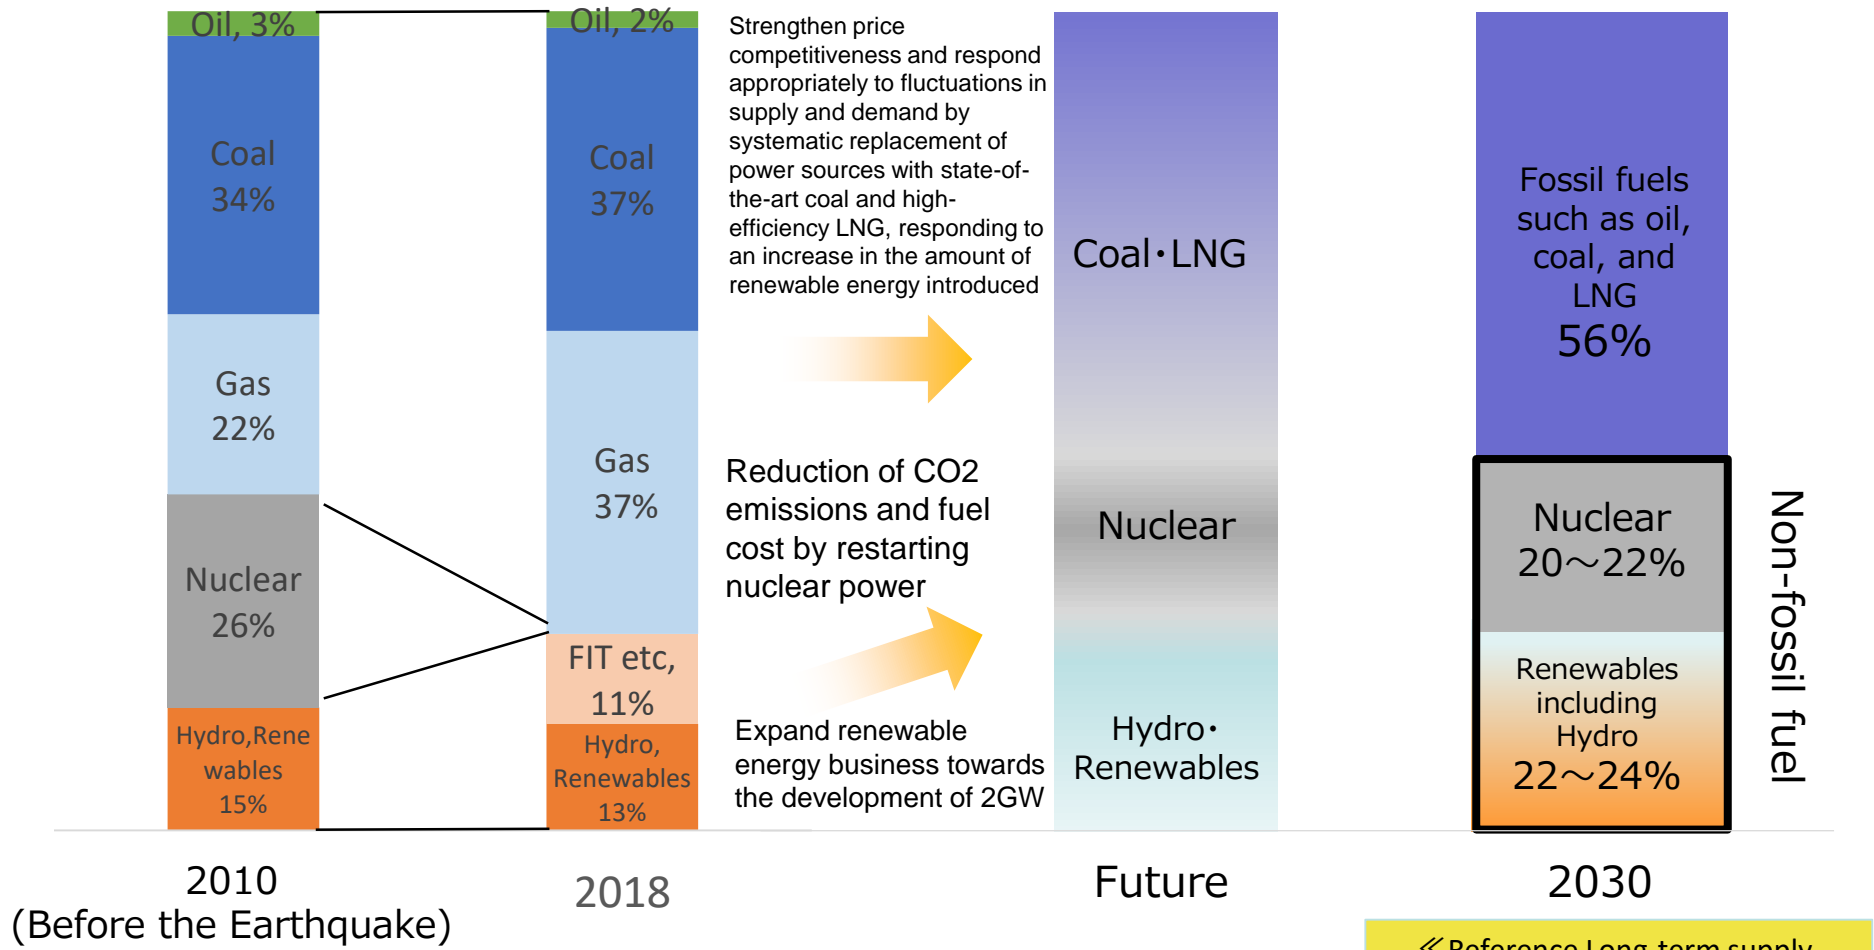 Oil, 3%
Coal
34%
Gas
22%
Nuclear
26%
Hydro,Rene
wables
15%
2010
(Before the Earthquake)
Oil, 2%
Coal
37%
Gas
37%
FIT etc,
11%
Hydro,
Renewables
13%
2018
Strengthen price
competitiveness and respond
appropriately to fluctuations in
supply and demand by
systematic replacement of
power sources with state-of-
the-art coal and high-
efficiency LNG, responding to
an increase in the amount of
renewable energy introduced
Reduction of CO2
emissions and fuel
cost by restarting
nuclear power
Expand renewable
energy business towards
the development of 2GW
Coal・LNG
Nuclear
Hydro・
Renewables
Future
Fossil fuels
such as oil,
coal, and
LNG
56%
Nuclear
20～22%
Renewables
including
Hydro
22～24%
2030
Non-fossil fuel
≪Reference Long-term supply